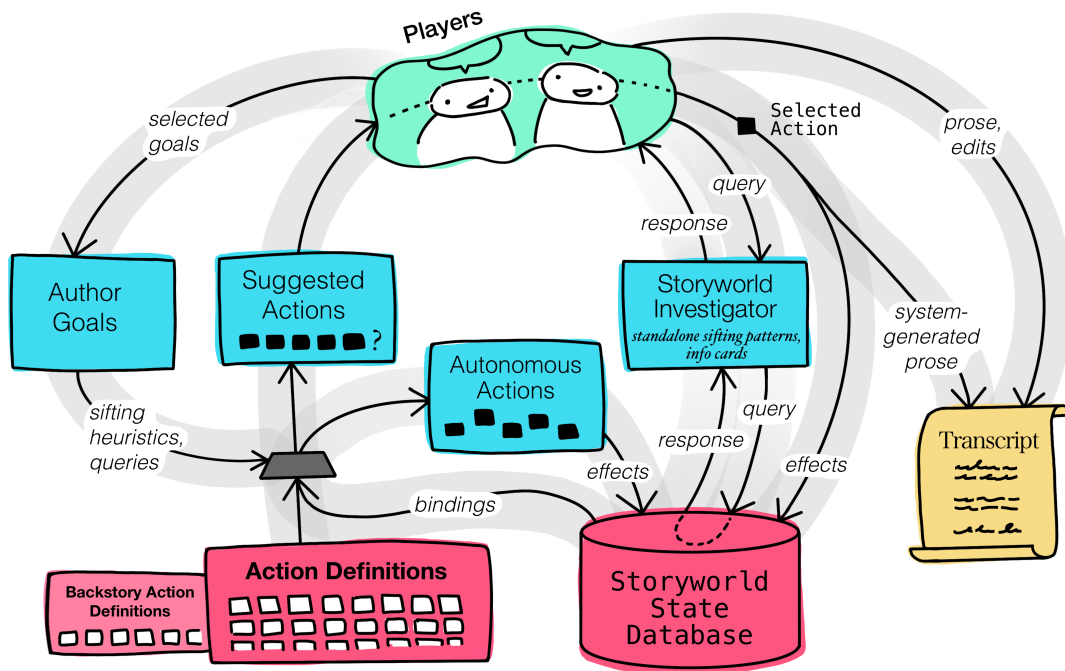 Players
selected
goals
Selected
Action
prose,
edits
query
response
Author
Goals
Suggested
Actions
?
Storyworld
Investigator
standalone sifting patterns,
info cards
system-
generated
prose
Autonomous
Actions
sifting
heuristics,
queries
query
response
effects
effects
bindings
Transcript
Action Definitions
Backstory Action
Definitions
Storyworld
State
Database